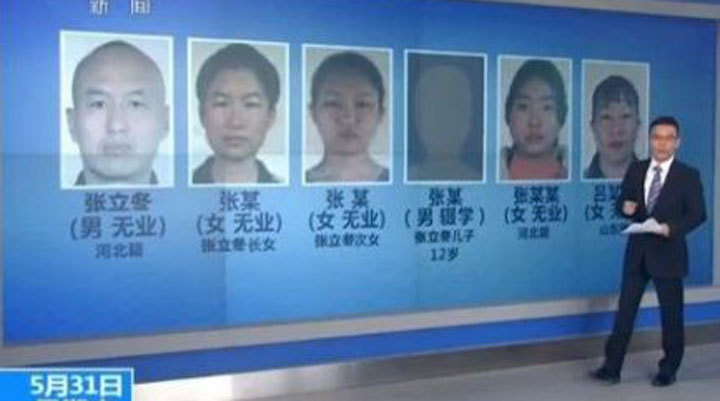 新闻
张立冬
(男 无业)
河北籍
张某
(女 无业)
张立冬长女
张 某
(女 无业)
张立冬次女
张某
(男 辍学)
张立冬儿子
12岁
张某某
(女 无业)
河北籍
吕
(女 无
山东
5月31日